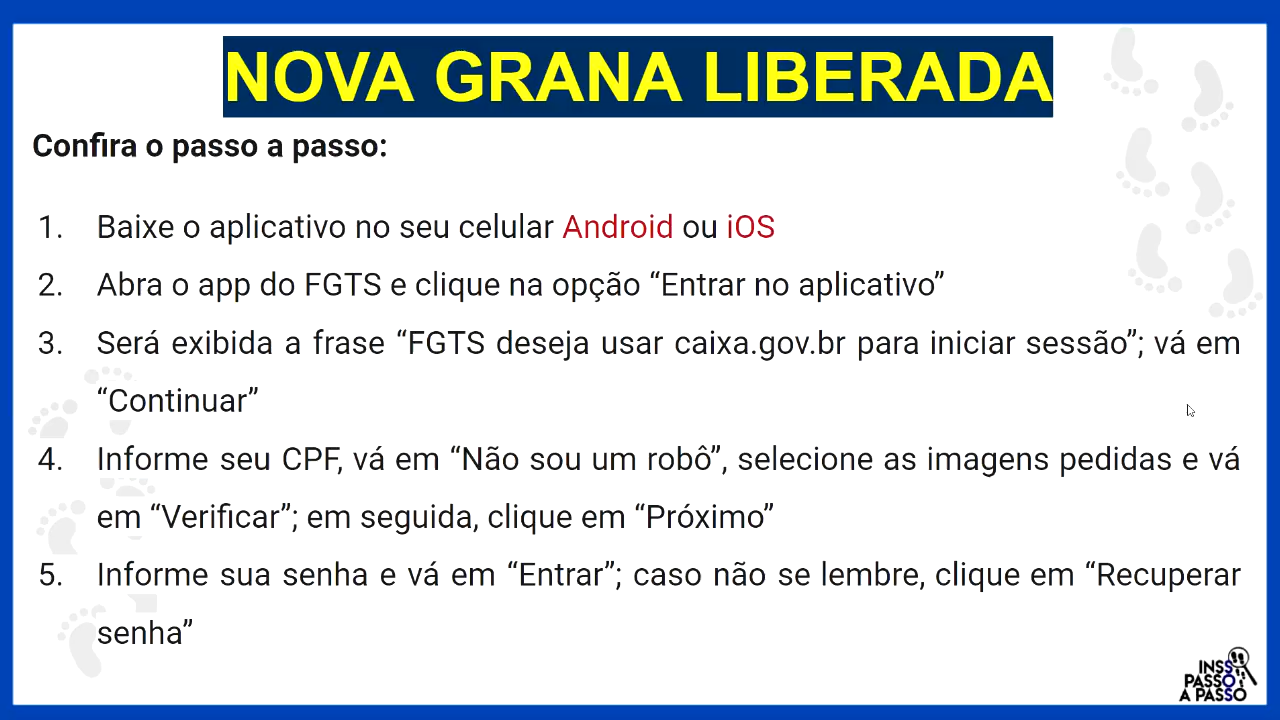 NOVA GRANA LIBERADA
Confira o passo a passo:
1. Baixe o aplicativo no seu celular Android ou iOS
2. Abra o app do FGTS e clique na opção “Entrar no aplicativo”
3. Será exibida a frase “FGTS deseja usar caixa.gov.br para iniciar sessão”; vá em
“Continuar”
4. Informe seu CPF, vá em “Não sou um robô”, selecione as imagens pedidas e vá
em “Verificar”; em seguida, clique em “Próximo”
5. Informe sua senha e vá em “Entrar”; caso não se lembre, clique em “Recuperar
senha”
INSS
PASSO
A PASSO